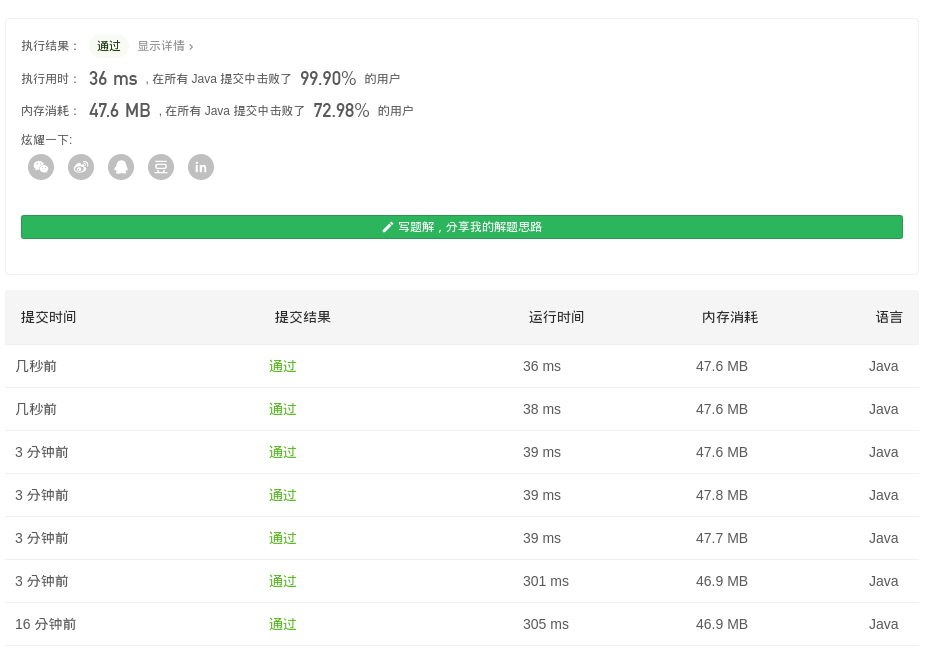 执行结果： 通过 显示详情 ›
执行用时： 36 ms , 在所有 Java 提交中击败了 99.90% 的用户
内存消耗： 47.6 MB , 在所有 Java 提交中击败了 72.98% 的用户
炫耀一下:
豆 in
写题解，分享我的解题思路
提交时间 提交结果 运行时间 内存消耗 语言
几秒前 通过 36 ms 47.6 MB Java
几秒前 通过 38 ms 47.6 MB Java
3 分钟前 通过 39 ms 47.6 MB Java
3 分钟前 通过 39 ms 47.8 MB Java
3 分钟前 通过 39 ms 47.7 MB Java
3 分钟前 通过 301 ms 46.9 MB Java
16 分钟前 通过 305 ms 46.9 MB Java